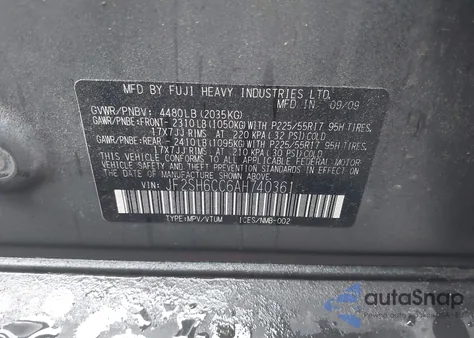 MFD BY FUJI HEAVY INDUSTRIES LTD.
MFD IN 09/09
GVWR/PNBV: 4480LB(2035KG)
GAWR/PNBE:FRONT- 2310LB(1050KG)WITH P225/55R17 95H TIRES,
17X7JJ RIMS AT 220 KPA(32 PSI)COLD
GAWR/PNBE:REAR - 2410LB(1095KG)WITH P225/55R17 95H TIRES,
17X7JJ RIMS AT 210 KPA(30 PSI)COLD
THIS VEHICLE CONFORMS TO ALL APPLICABLE FEDERAL MOTOR
VEHICLE SAFETY STANDARDS IN EFFECT ON THE DATE OF
MANUFACTURE SHOWN ABOVE.
VIN: JF2SH6CC6AH740361
TYPE:MPV/VTUM ICES/NMB-002
autoSnap